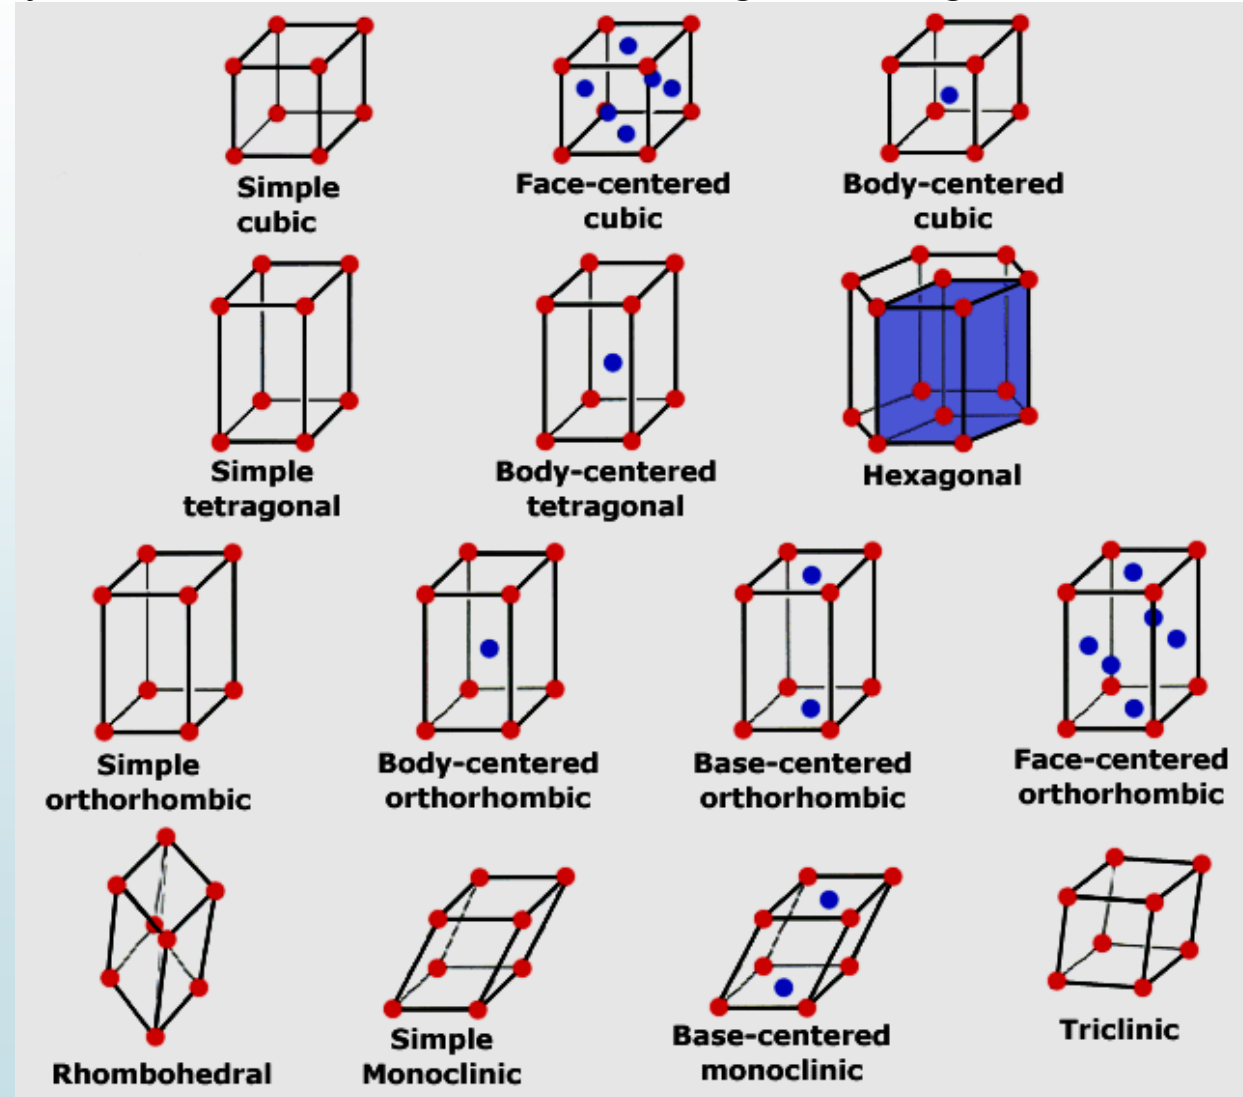 Simple
cubic
Face-centered
cubic
Body-centered
cubic
Simple
tetragonal
Body-centered
tetragonal
Hexagonal
Simple
orthorhombic
Body-centered
orthorhombic
Base-centered
orthorhombic
Face-centered
orthorhombic
Rhombohedral
Simple
Monoclinic
Base-centered
monoclinic
Triclinic